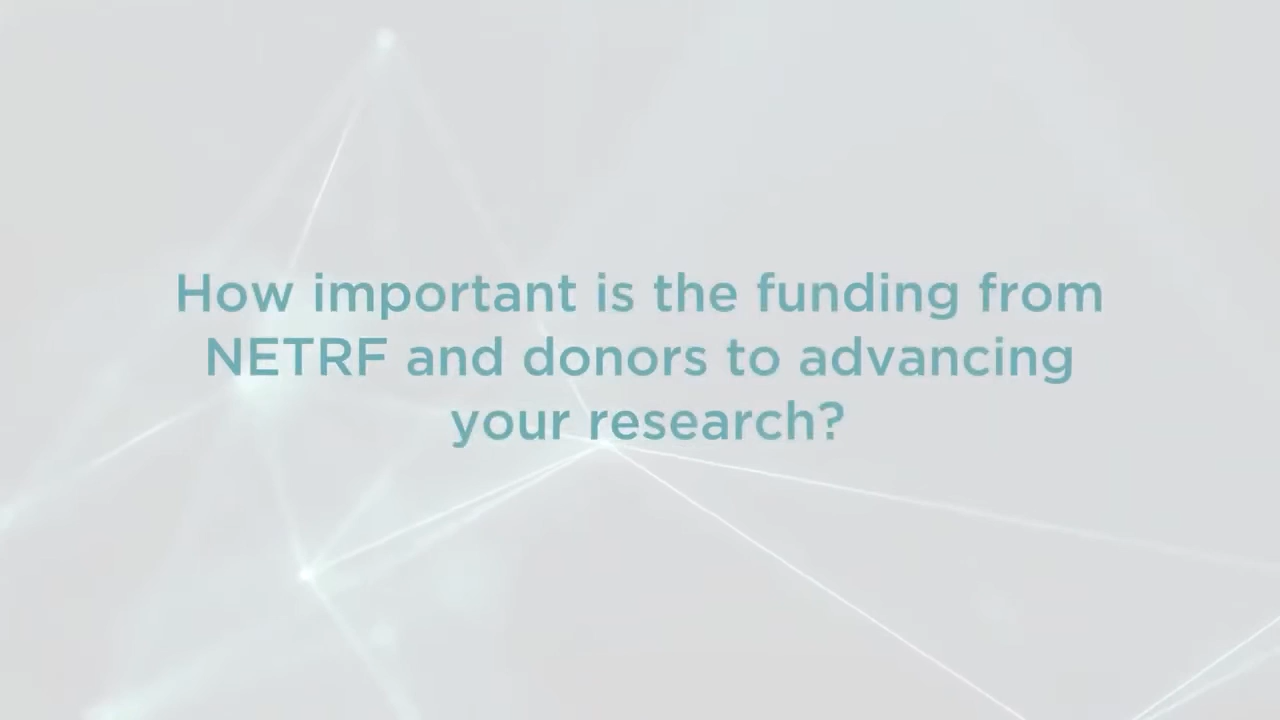 How important is the funding from
NETRF and donors to advancing
your research?